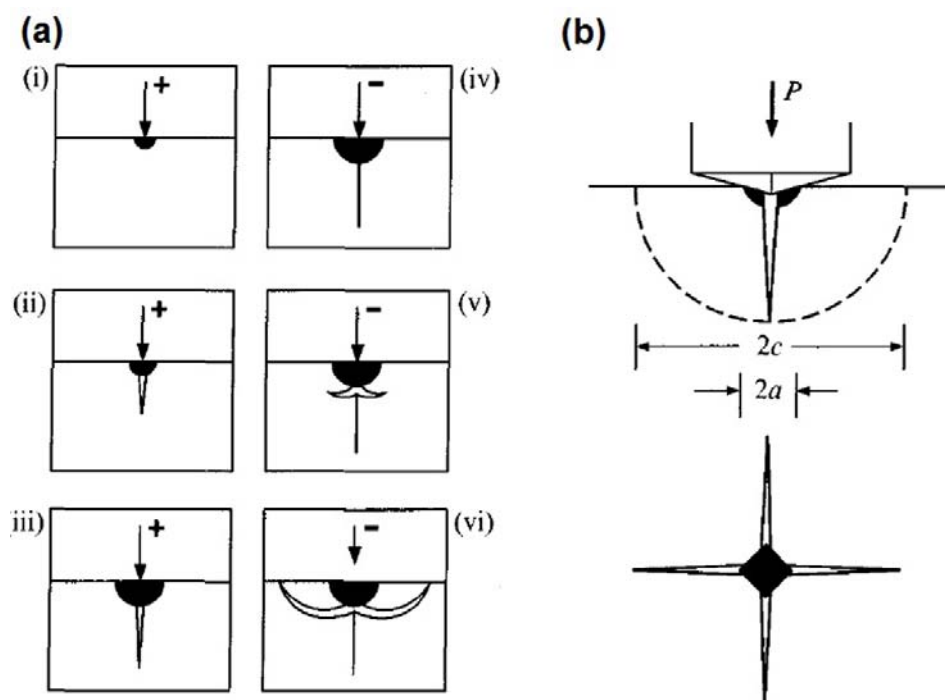 (a)
(b)
(i)
+
-
(iv)
P
(ii)
+
-
(v)
2c
2a
iii)
+
-
(vi)